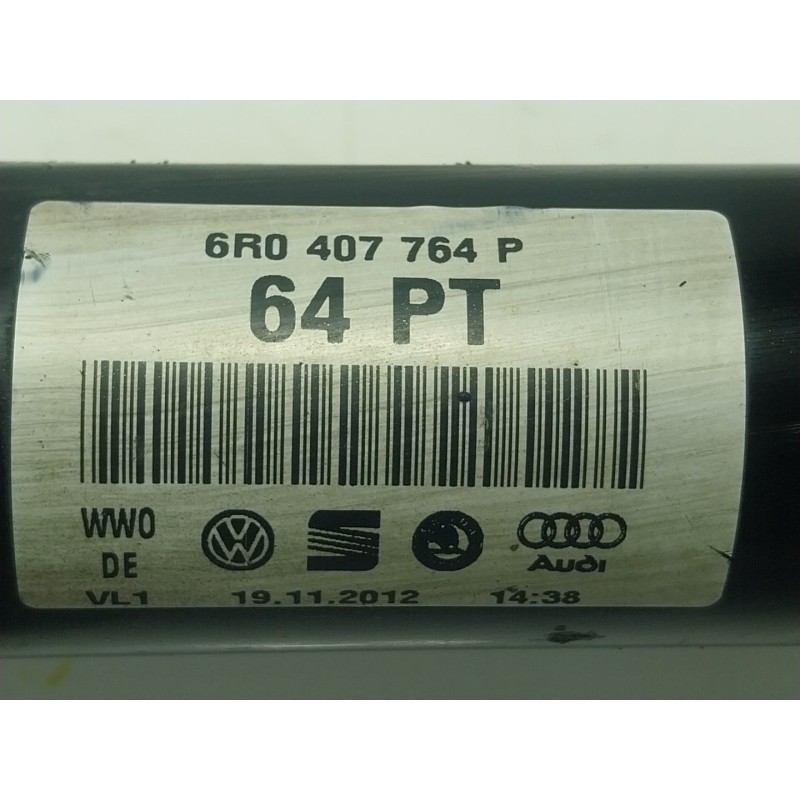 6R0 407 764 P
64 PT
WWO
DE
Audi
VL1 19.11.2012 14:38